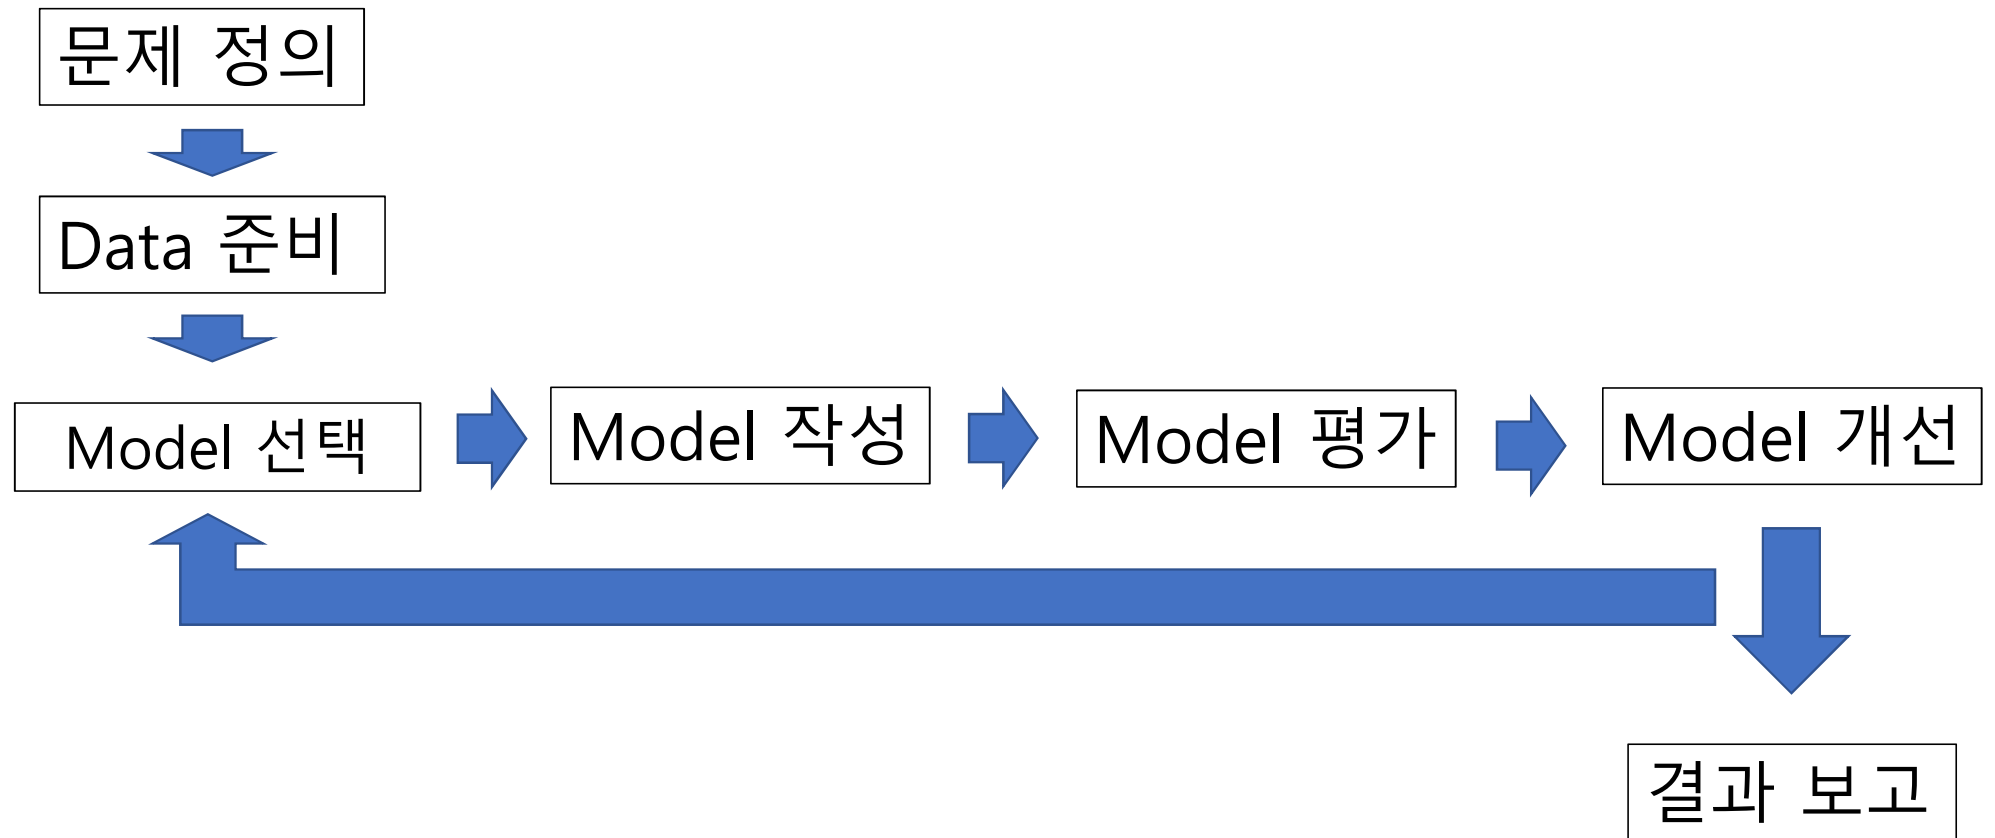 문제 정의
Data 준비
Model 선택
Model 작성
Model 평가
Model 개선
결과 보고